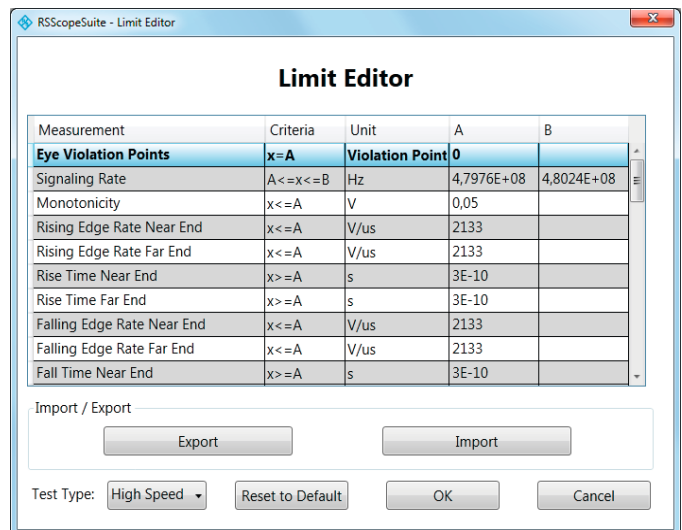 RSScopeSuite - Limit Editor
Limit Editor
Measurement Criteria Unit A B
Eye Violation Points x=A Violation Point 0
Signaling Rate A<=x<=B Hz 4,7976E+08 4,8024E+08
Monotonicity x<=A V 0,05
Rising Edge Rate Near End x<=A V/us 2133
Rising Edge Rate Far End x<=A V/us 2133
Rise Time Near End x>=A s 3E-10
Rise Time Far End x>=A s 3E-10
Falling Edge Rate Near End x<=A V/us 2133
Falling Edge Rate Far End x<=A V/us 2133
Fall Time Near End x>=A s 3E-10
Import / Export
Export Import
Test Type: High Speed Reset to Default OK Cancel